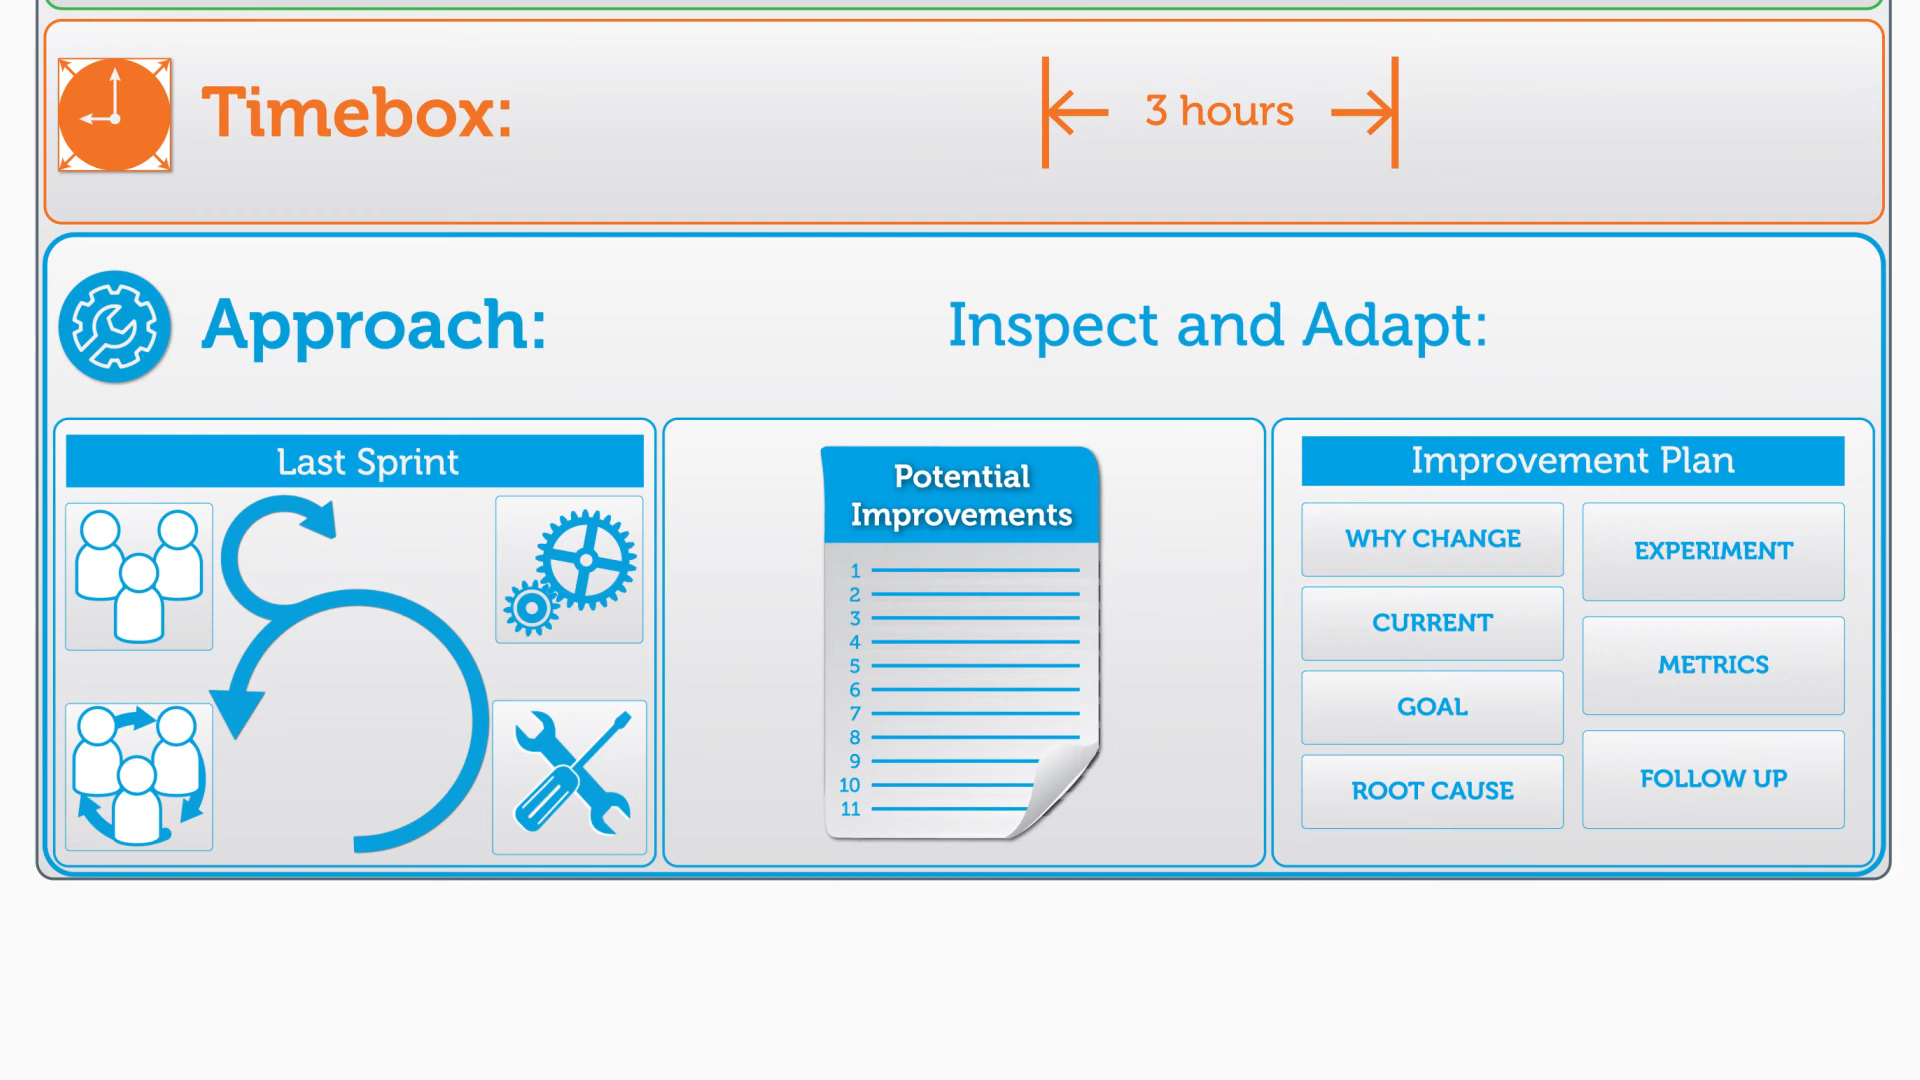 Timebox:
3 hours
Approach:
Inspect and Adapt:
Last Sprint
Potential
Improvements
1
2
3
4
5
6
7
8
9
10
11
Improvement Plan
WHY CHANGE
CURRENT
GOAL
ROOT CAUSE
EXPERIMENT
METRICS
FOLLOW UP